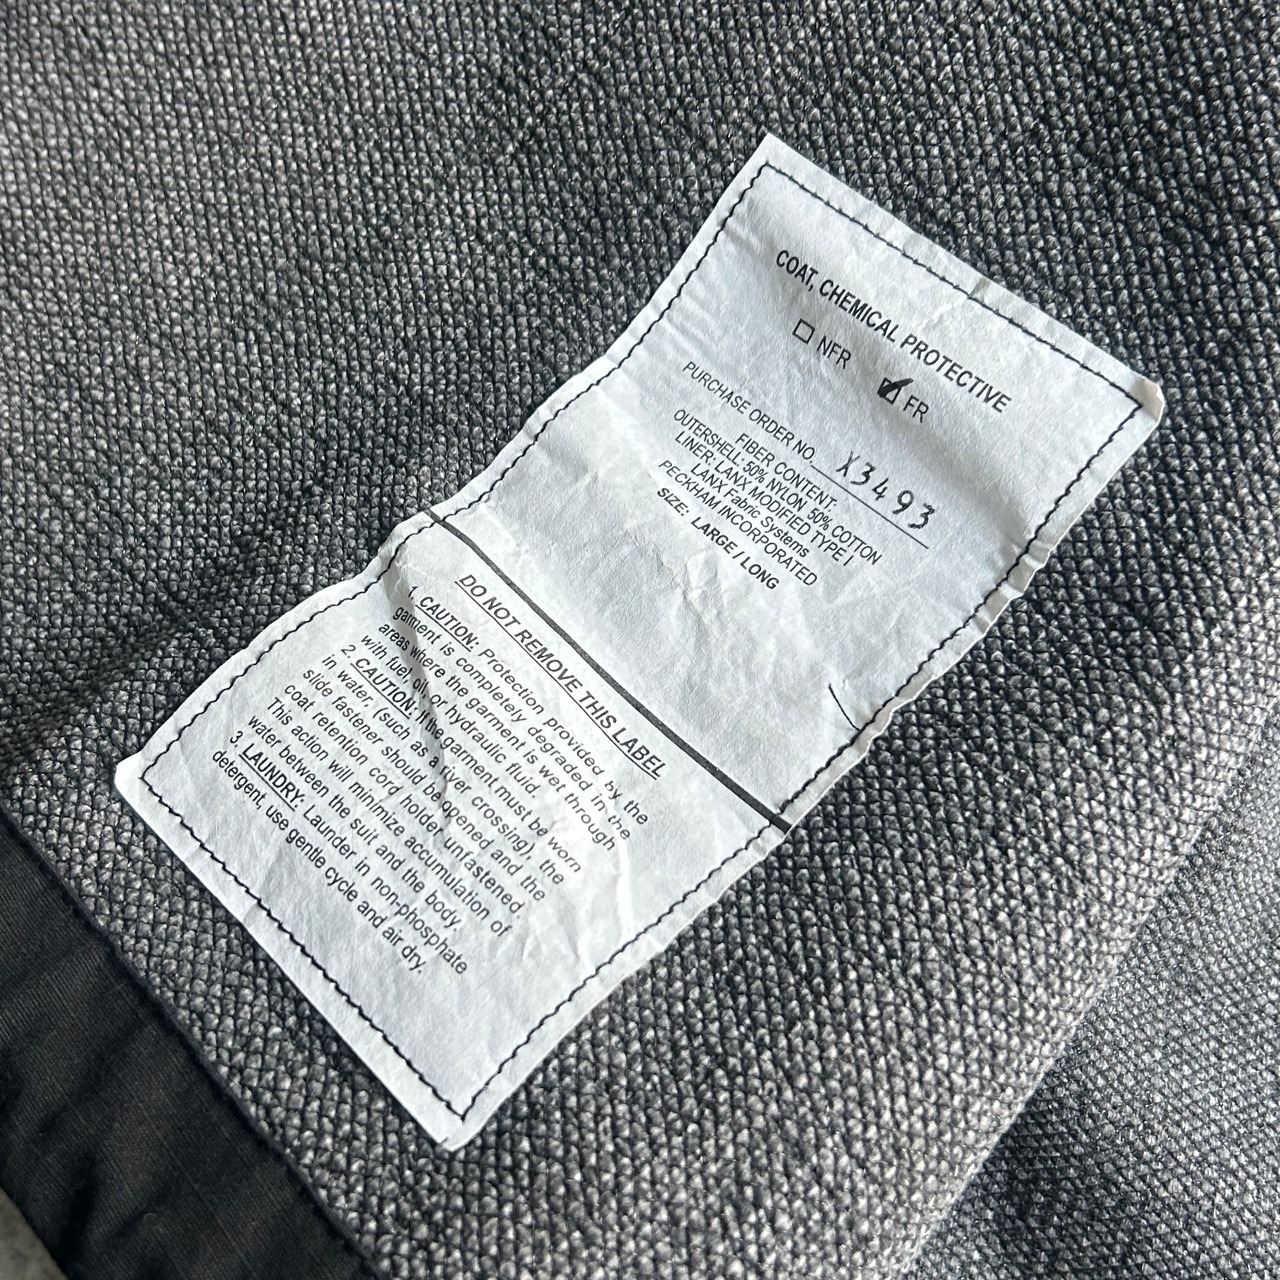 COAT, CHEMICAL PROTECTIVE
NFR FR
PURCHASE ORDER NO. X3493
FIBER CONTENT:
OUTERSHELL: 50% NYLON 50% COTTON
LINER: LANX MODIFIED TYPE I
LANX Fabric Systems
PECKHAM INCORPORATED
SIZE: LARGE / LONG
DO NOT REMOVE THIS LABEL
1. CAUTION: Protection provided by the
garment is completely degraded in the
areas where the garment is wet through
with fuel, oil, or hydraulic fluid.
2. CAUTION: If the garment must be worn
in water, (such as a river crossing), the
slide fastener should be opened and the
coat retention cord holder unfastened.
This action will minimize accumulation of
water between the suit and the body.
3. LAUNDRY: Launder in non-phosphate
detergent, use gentle cycle and air dry.